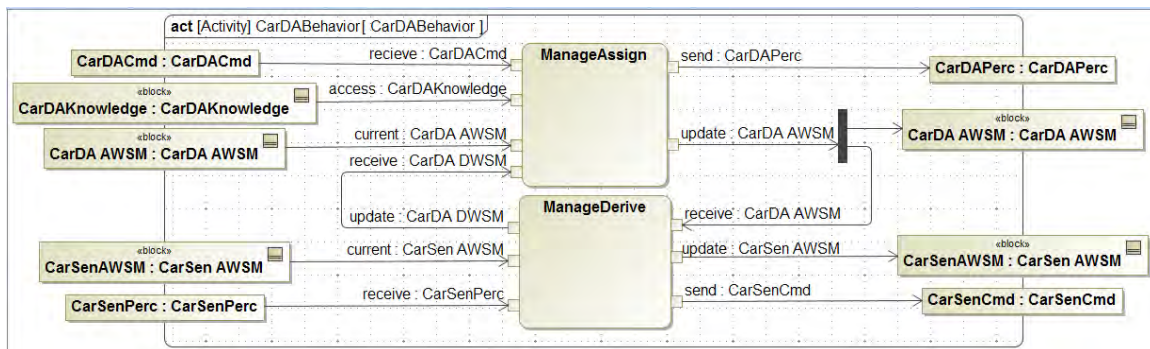 act [Activity] CarDABehavior[ CarDABehavior ]
CarDACmd : CarDACmd
recieve : CarDACmd
ManageAssign
send : CarDAPerc
CarDAPerc : CarDAPerc
«block»
CarDAKnowledge : CarDAKnowledge
access : CarDAKnowledge
«block»
CarDA AWSM : CarDA AWSM
current : CarDA AWSM
update : CarDA AWSM
«block»
CarDA AWSM : CarDA AWSM
receive : CarDA DWSM
update : CarDA DWSM
ManageDerive
receive : CarDA AWSM
«block»
CarSenAWSM : CarSen AWSM
current : CarSen AWSM
update : CarSen AWSM
«block»
CarSenAWSM : CarSen AWSM
CarSenPerc : CarSenPerc
receive : CarSenPerc
send : CarSenCmd
CarSenCmd : CarSenCmd